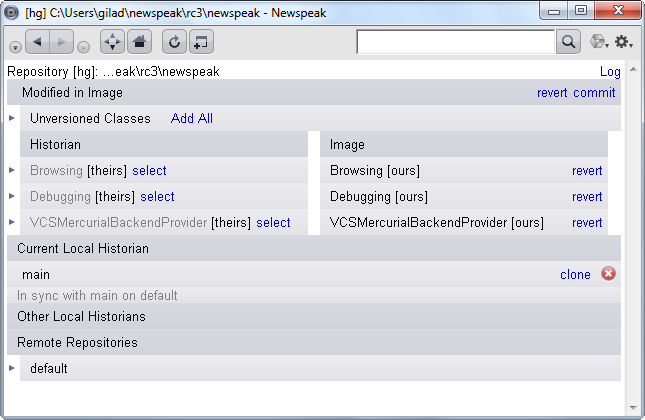 [hg] C:\Users\gilad\newspeak\rc3\newspeak - Newspeak
Repository [hg]: ...eak\rc3\newspeak Log
Modified in Image revert commit
Unversioned Classes Add All
Historian Image
Browsing [theirs] select Browsing [ours] revert
Debugging [theirs] select Debugging [ours] revert
VCSMercurialBackendProvider [theirs] select VCSMercurialBackendProvider [ours] revert
Current Local Historian
main clone
In sync with main on default
Other Local Historians
Remote Repositories
default